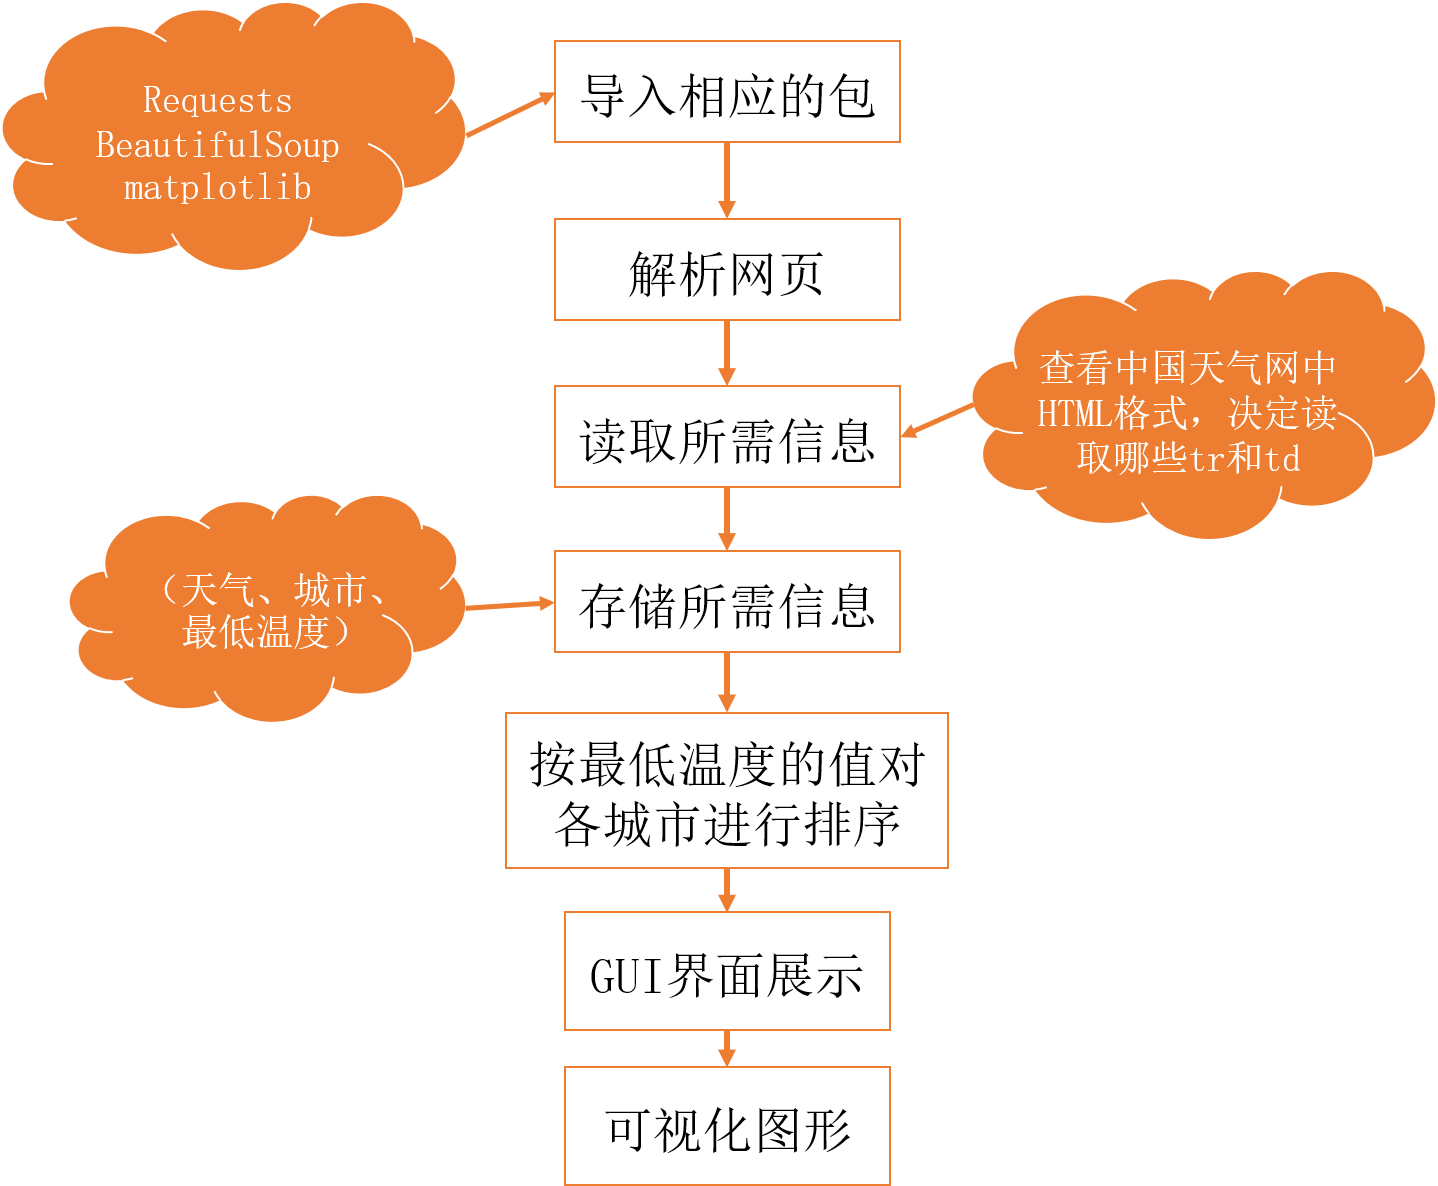 Requests
BeautifulSoup
matplotlib
导入相应的包
解析网页
查看中国天气网中
HTML格式，决定读
取哪些tr和td
读取所需信息
（天气、城市、
最低温度）
存储所需信息
按最低温度的值对
各城市进行排序
GUI界面展示
可视化图形